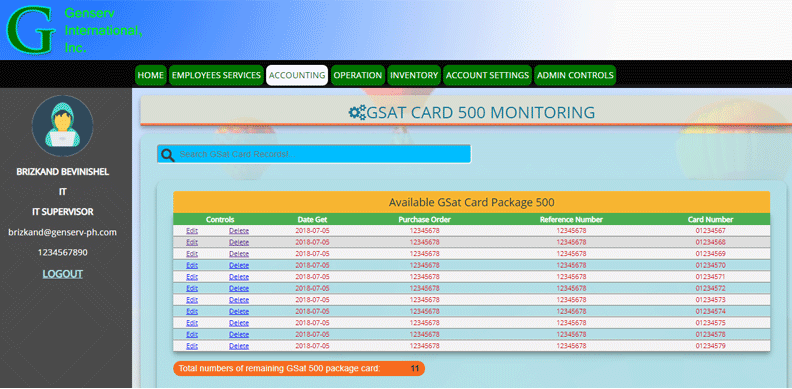 Genserv
International,
Inc.
G
HOME EMPLOYEES SERVICES ACCOUNTING OPERATION INVENTORY ACCOUNT SETTINGS ADMIN CONTROLS
BRIZKAND BEVINISHEL
IT
IT SUPERVISOR
brizkand@genserv-ph.com
1234567890
LOGOUT
GSAT CARD 500 MONITORING
Search GSat Card Records!
Available GSat Card Package 500
Controls Date Get Purchase Order Reference Number Card Number
Edit Delete 2018-07-05 12345678 12345678 01234567
Edit Delete 2018-07-05 12345678 12345678 01234568
Edit Delete 2018-07-05 12345678 12345678 01234569
Edit Delete 2018-07-05 12345678 12345678 01234570
Edit Delete 2018-07-05 12345678 12345678 01234571
Edit Delete 2018-07-05 12345678 12345678 01234572
Edit Delete 2018-07-05 12345678 12345678 01234573
Edit Delete 2018-07-05 12345678 12345678 01234574
Edit Delete 2018-07-05 12345678 12345678 01234575
Edit Delete 2018-07-05 12345678 12345678 01234578
Edit Delete 2018-07-05 12345678 12345678 01234579
Total numbers of remaining GSat 500 package card: 11